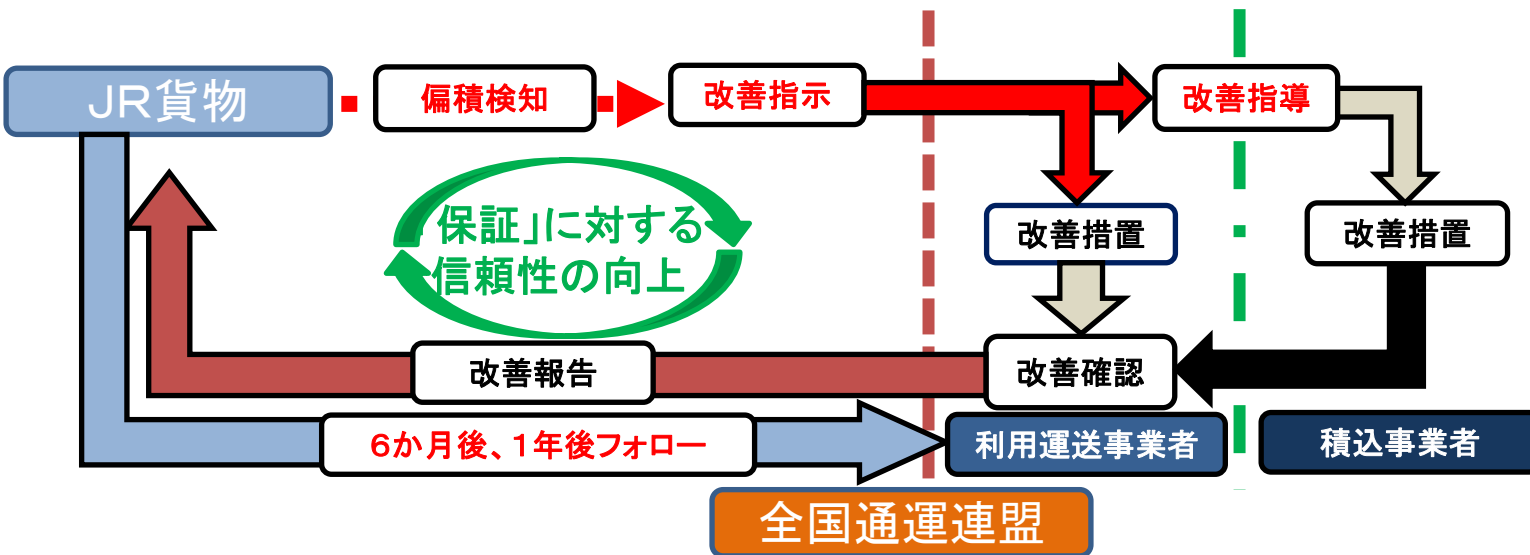 JR貨物
偏積検知
改善指示
改善指導
保証」に対する
信頼性の向上
改善措置
改善措置
改善報告
改善確認
6か月後、1年後フォロー
利用運送事業者
積込事業者
全国通運連盟